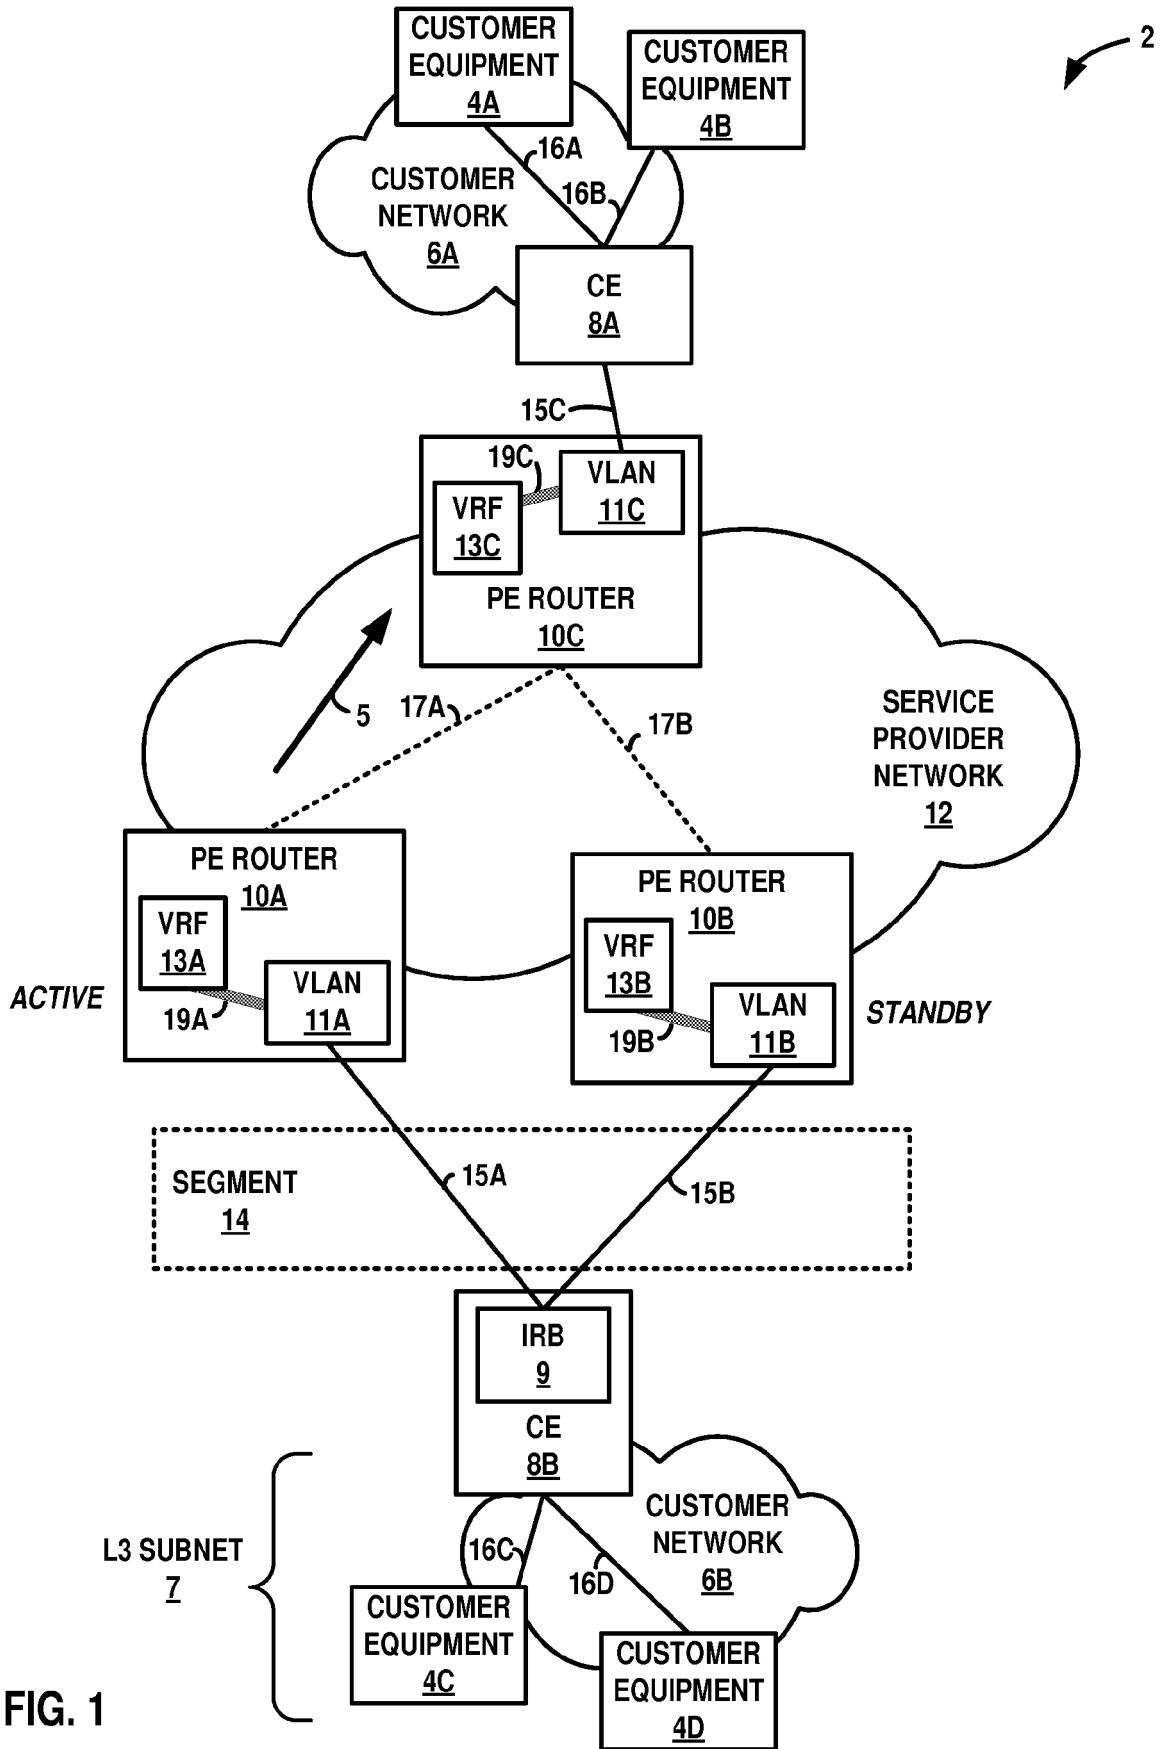 2
CUSTOMER
EQUIPMENT
4A
CUSTOMER
EQUIPMENT
4B
16A
CUSTOMER
NETWORK
6A
16B
CE
8A
15C
19C
VLAN
11C
VRF
13C
PE ROUTER
10C
5
17A
17B
SERVICE
PROVIDER
NETWORK
12
PE ROUTER
10A
VRF
13A
VLAN
11A
19A
ACTIVE
PE ROUTER
10B
VRF
13B
VLAN
11B
19B
STANDBY
SEGMENT
14
15A
15B
IRB
9
CE
8B
CUSTOMER
NETWORK
6B
16C
16D
L3 SUBNET
7
CUSTOMER
EQUIPMENT
4C
CUSTOMER
EQUIPMENT
4D
FIG. 1